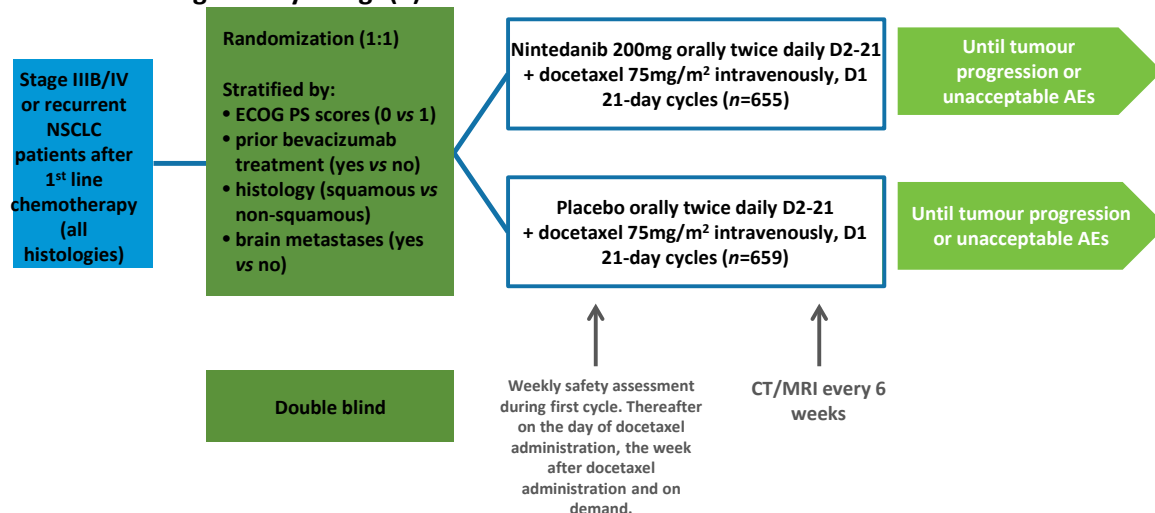 Stage IIIB/IV
or recurrent
NSCLC
patients after
1st line
chemotherapy
(all
histologies)
Randomization (1:1)
Stratified by:
• ECOG PS scores (0 vs 1)
• prior bevacizumab
treatment (yes vs no)
• histology (squamous vs
non-squamous)
• brain metastases (yes
vs no)
Double blind
Nintedanib 200mg orally twice daily D2-21
+ docetaxel 75mg/m² intravenously, D1
21-day cycles (n=655)
Until tumour
progression or
unacceptable AEs
Placebo orally twice daily D2-21
+ docetaxel 75mg/m² intravenously, D1
21-day cycles (n=659)
Until tumour progression
or unacceptable AEs
Weekly safety assessment
during first cycle. Thereafter
on the day of docetaxel
administration, the week
after docetaxel
administration and on
demand.
CT/MRI every 6
weeks